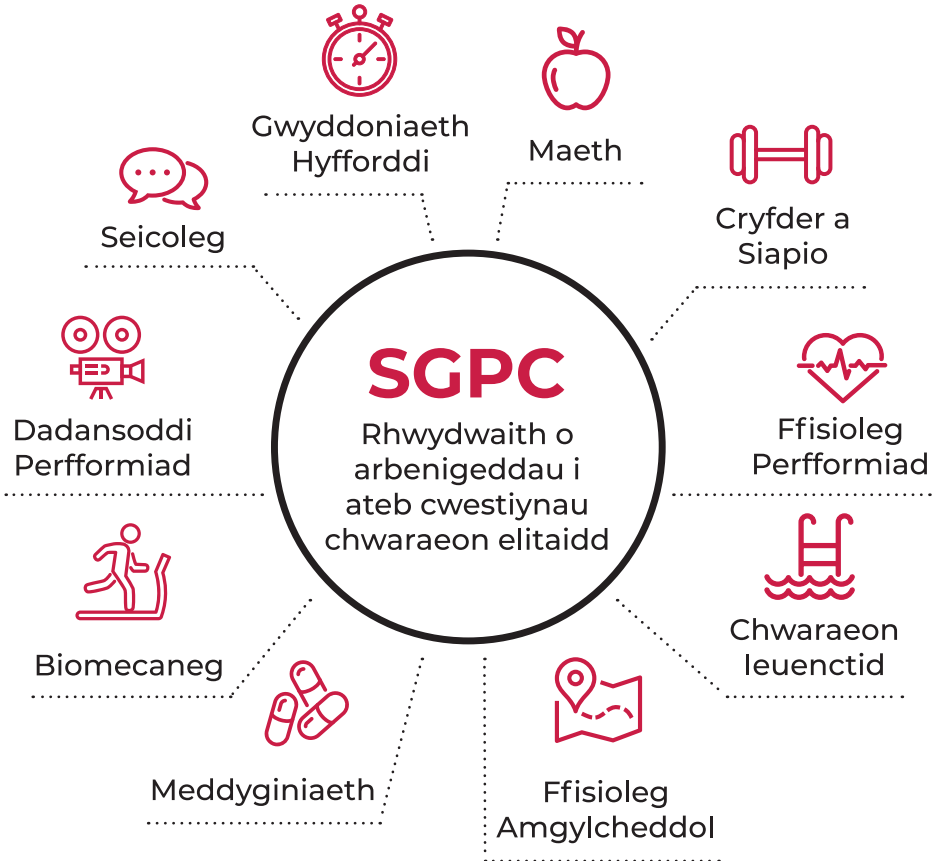 Gwyddoniaeth
Hyfforddi
Maeth
Cryfder a
Siapio
Seicoleg
SGPC
Rhwydwaith o
arbenigeddau i
ateb cwestiynau
chwaraeon elitaidd
Dadansoddi
Perfformiad
Ffisioleg
Perfformiad
Biomecaneg
Chwaraeon
Ieuenctid
Meddyginiaeth
Ffisioleg
Amgylcheddol